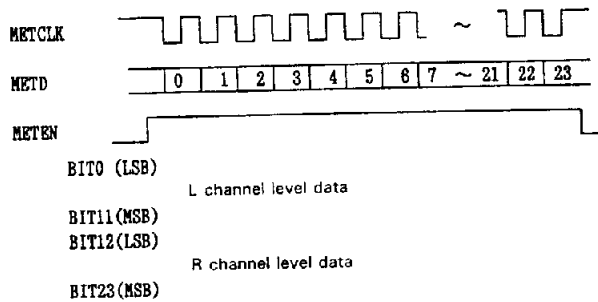 METCLK ~
METD 0 1 2 3 4 5 6 7 ~ 21 22 23
METEN
BIT0 (LSB)
L channel level data
BIT11(MSB)
BIT12(LSB)
R channel level data
BIT23(MSB)